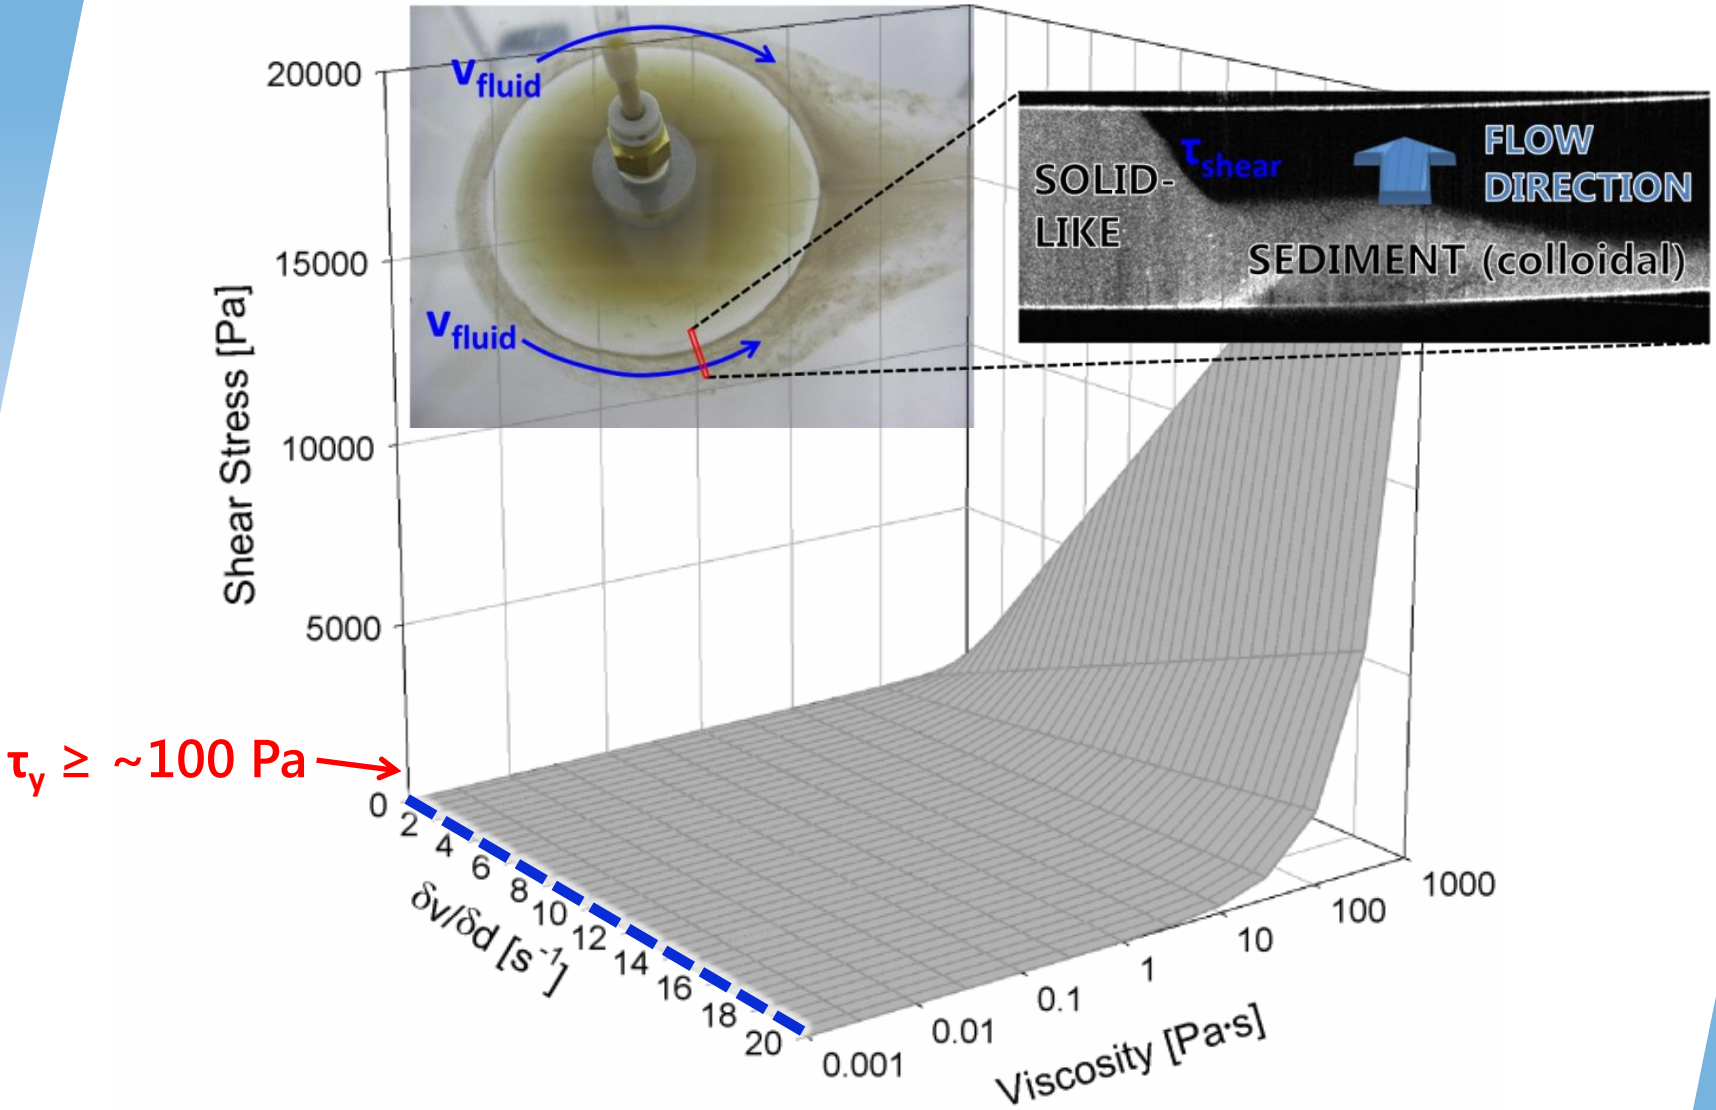 20000
15000
10000
5000
0
Shear Stress [Pa]
v_fluid
v_fluid
τ_shear
SOLID-
LIKE
FLOW
DIRECTION
SEDIMENT (colloidal)
τ_y ≥ ~100 Pa
2
4
6
8
10
12
14
16
18
20
δv/δd [s⁻¹]
0.001
0.01
0.1
1
10
100
1000
Viscosity [Pa·s]